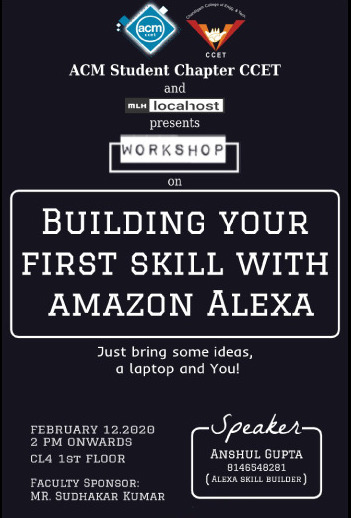 acm
ccet
Chandigarh College of Engg. & Tech.
CCET
ACM Student Chapter CCET
and
MLH localhost
presents
WORKSHOP
on
BUILDING YOUR
FIRST SKILL WITH
AMAZON ALEXA
Just bring some ideas,
a laptop and You!
FEBRUARY 12.2020
2 PM ONWARDS
CL4 1ST FLOOR
FACULTY SPONSOR:
MR. SUDHAKAR KUMAR
Speaker
ANSHUL GUPTA
8146548281
(ALEXA SKILL BUILDER)